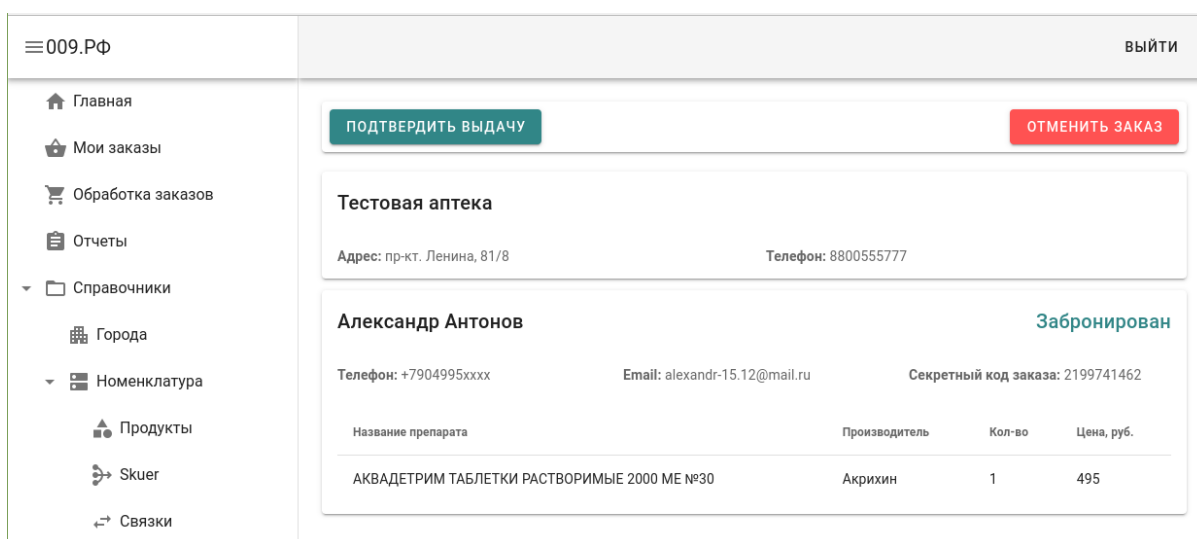 009.РФ
ВЫЙТИ
Главная
Мои заказы
Обработка заказов
Отчеты
Справочники
Города
Номенклатура
Продукты
Skuer
Связки
ПОДТВЕРДИТЬ ВЫДАЧУ
ОТМЕНИТЬ ЗАКАЗ
Тестовая аптека
Адрес: пр-кт. Ленина, 81/8 Телефон: 8800555777
Александр Антонов Забронирован
Телефон: +7904995xxxx Email: alexandr-15.12@mail.ru Секретный код заказа: 2199741462
Название препарата Производитель Кол-во Цена, руб.
АКВАДЕТРИМ ТАБЛЕТКИ РАСТВОРИМЫЕ 2000 МЕ №30 Акрихин 1 495